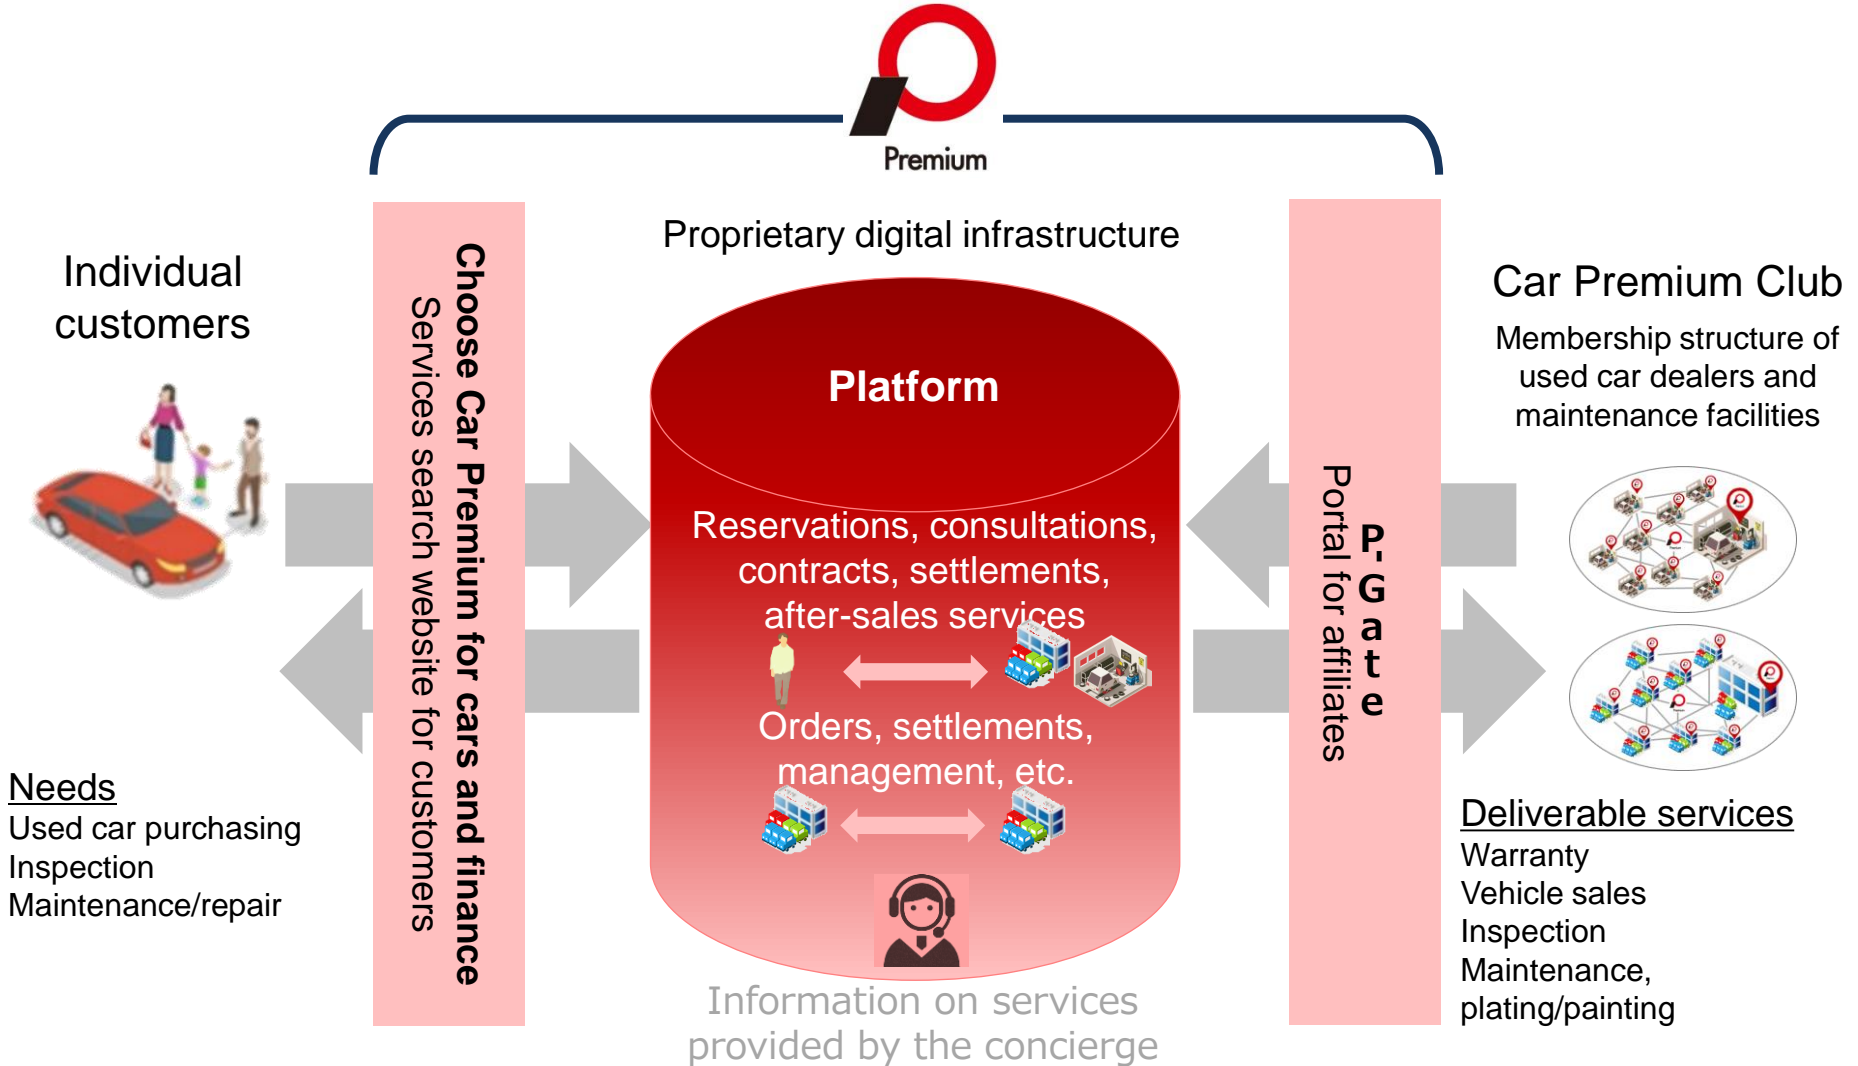 Premium
Proprietary digital infrastructure
Individual
customers
Choose Car Premium for cars and finance
Services search website for customers
Needs
Used car purchasing
Inspection
Maintenance/repair
Platform
Reservations, consultations,
contracts, settlements,
after-sales services
Orders, settlements,
management, etc.
Information on services
provided by the concierge
P-Gate
Portal for affiliates
Car Premium Club
Membership structure of
used car dealers and
maintenance facilities
Deliverable services
Warranty
Vehicle sales
Inspection
Maintenance,
plating/painting